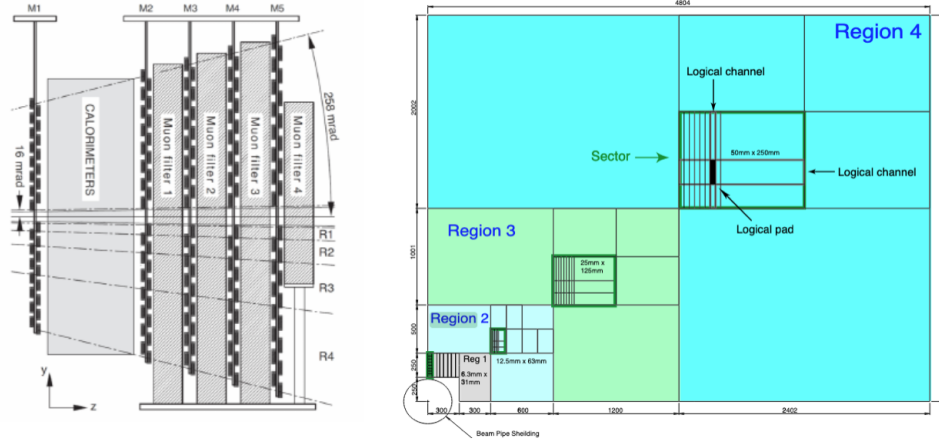 M1 M2 M3 M4 M5
16 mrad
CALORIMETERS
Muon filter 1
Muon filter 2
Muon filter 3
Muon filter 4
258 mrad
R1
R2
R3
R4
y
z
4804
Region 4
2002
Logical channel
Sector
50mm x 250mm
Logical channel
Logical pad
Region 3
1001
25mm x
125mm
Region 2
500
12.5mm x 63mm
Reg 1
6.3mm x
31mm
250
250
300 300 600 1200 2402
Beam Pipe Sheilding